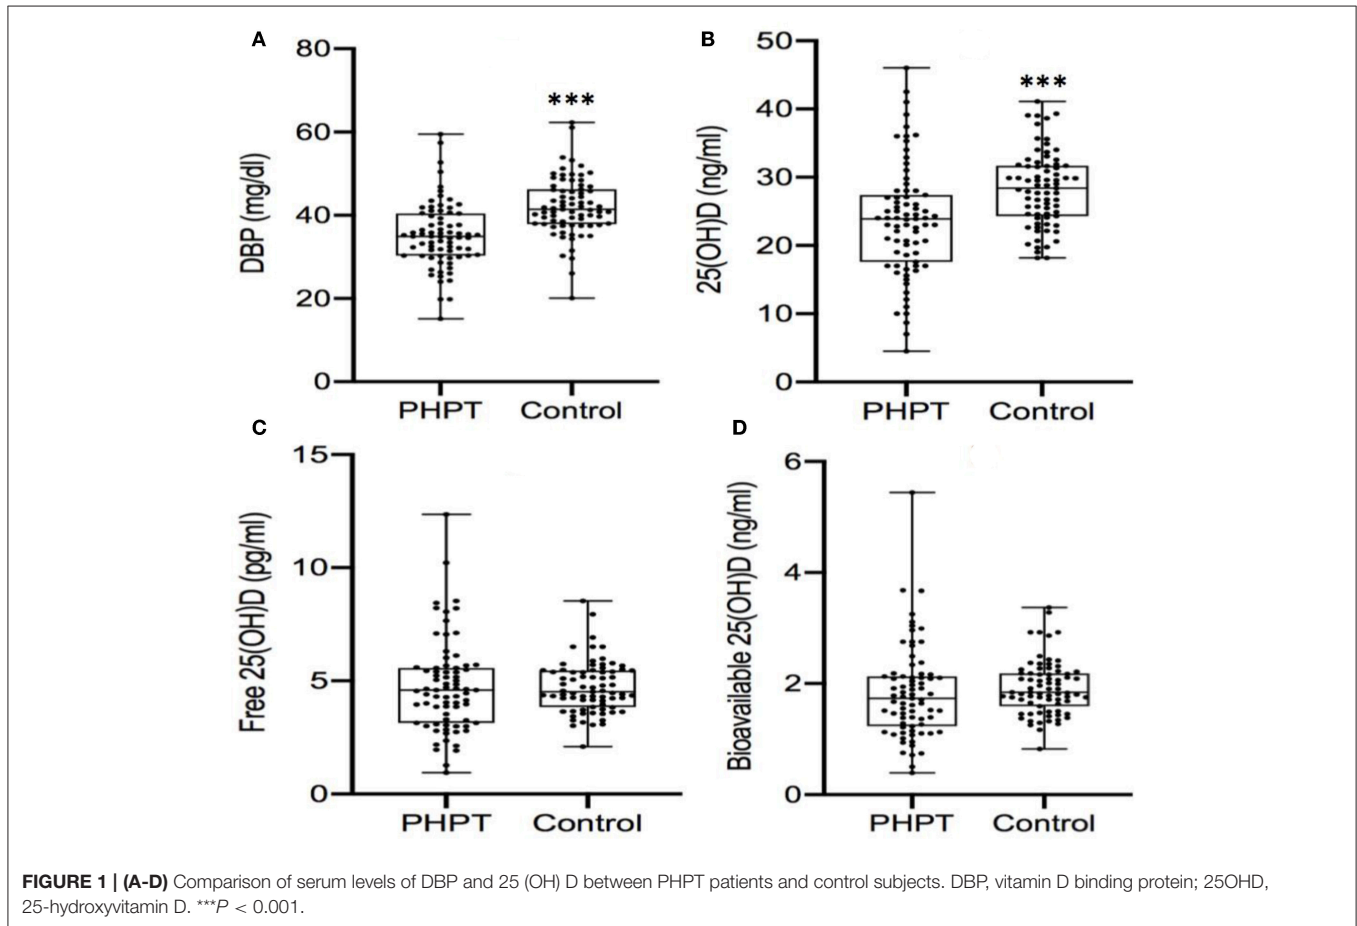 A
80
60
40
20
0
DBP (mg/dl)
***
PHPT
Control
B
50
40
30
20
10
0
25(OH)D (ng/ml)
***
PHPT
Control
C
15
10
5
0
Free 25(OH)D (pg/ml)
PHPT
Control
D
6
4
2
0
Bioavailable 25(OH)D (ng/ml)
PHPT
Control
FIGURE 1 | (A-D) Comparison of serum levels of DBP and 25 (OH) D between PHPT patients and control subjects. DBP, vitamin D binding protein; 25OHD,
25-hydroxyvitamin D. ***P < 0.001.